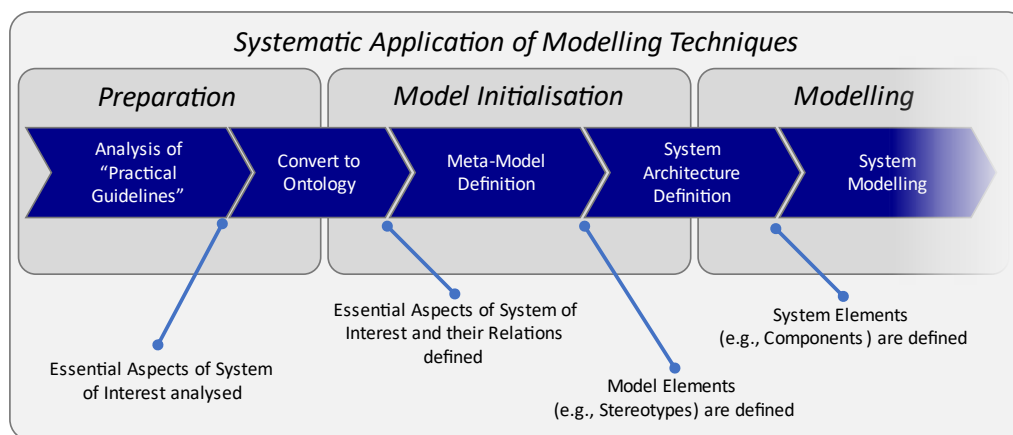 Systematic Application of Modelling Techniques
Preparation
Model Initialisation
Modelling
Analysis of
“Practical
Guidelines”
Convert to
Ontology
Meta-Model
Definition
System
Architecture
Definition
System
Modelling
Essential Aspects of System
of Interest analysed
Essential Aspects of System of
Interest and their Relations
defined
Model Elements
(e.g., Stereotypes) are defined
System Elements
(e.g., Components ) are defined